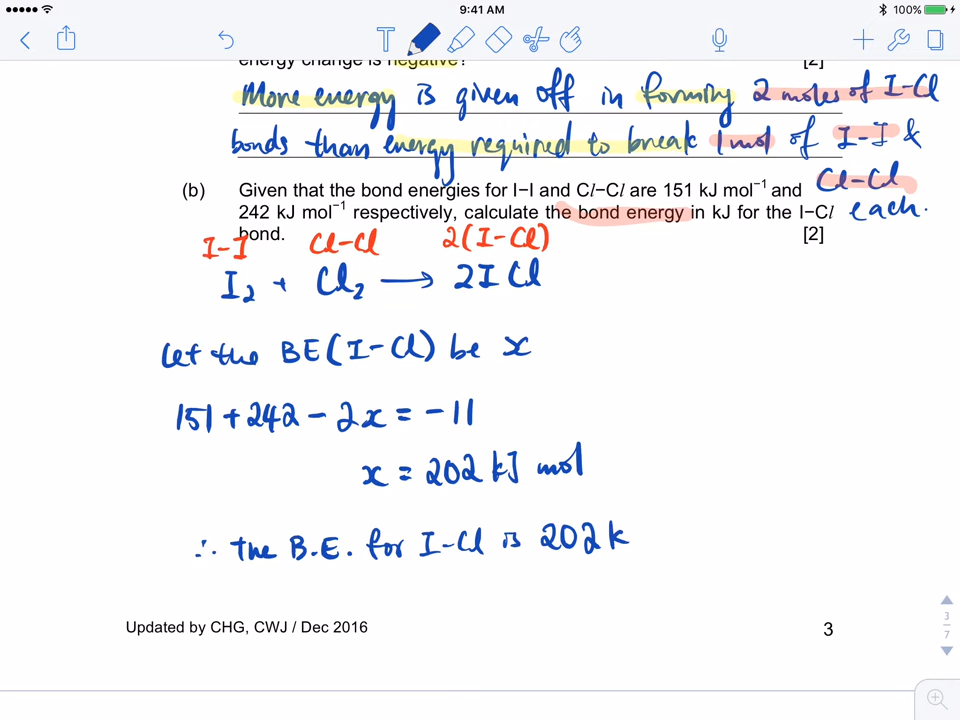 9:41 AM
100%
T
energy change is negative? [2]
More energy is given off in forming 2 moles of I-Cl
bonds than energy required to break 1 mol of I-I &
Cl-Cl
each.
(b) Given that the bond energies for I−I and Cl−Cl are 151 kJ mol⁻¹ and
242 kJ mol⁻¹ respectively, calculate the bond energy in kJ for the I−Cl
bond. [2]
I-I Cl-Cl 2(I-Cl)
I₂ + Cl₂ ⟶ 2ICl
Let the BE(I-Cl) be x
151 + 242 - 2x = -11
x = 202 kJ mol
∴ the B.E. for I-Cl is 202 k
Updated by CHG, CWJ / Dec 2016 3
3
7